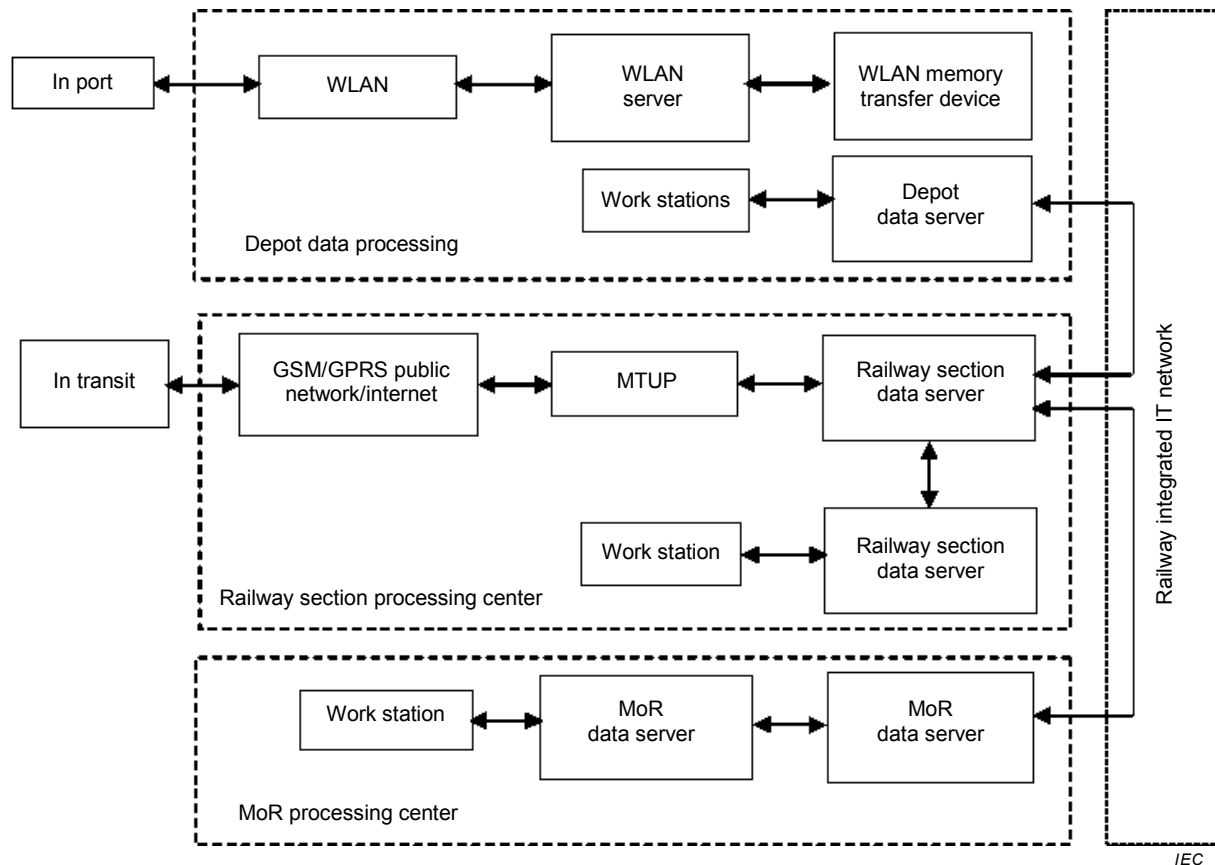 In port
WLAN
WLAN
server
WLAN memory
transfer device
Work stations
Depot
data server
Depot data processing
In transit
GSM/GPRS public
network/internet
MTUP
Railway section
data server
Work station
Railway section
data server
Railway section processing center
Work station
MoR
data server
MoR
data server
MoR processing center
Railway integrated IT network
IEC